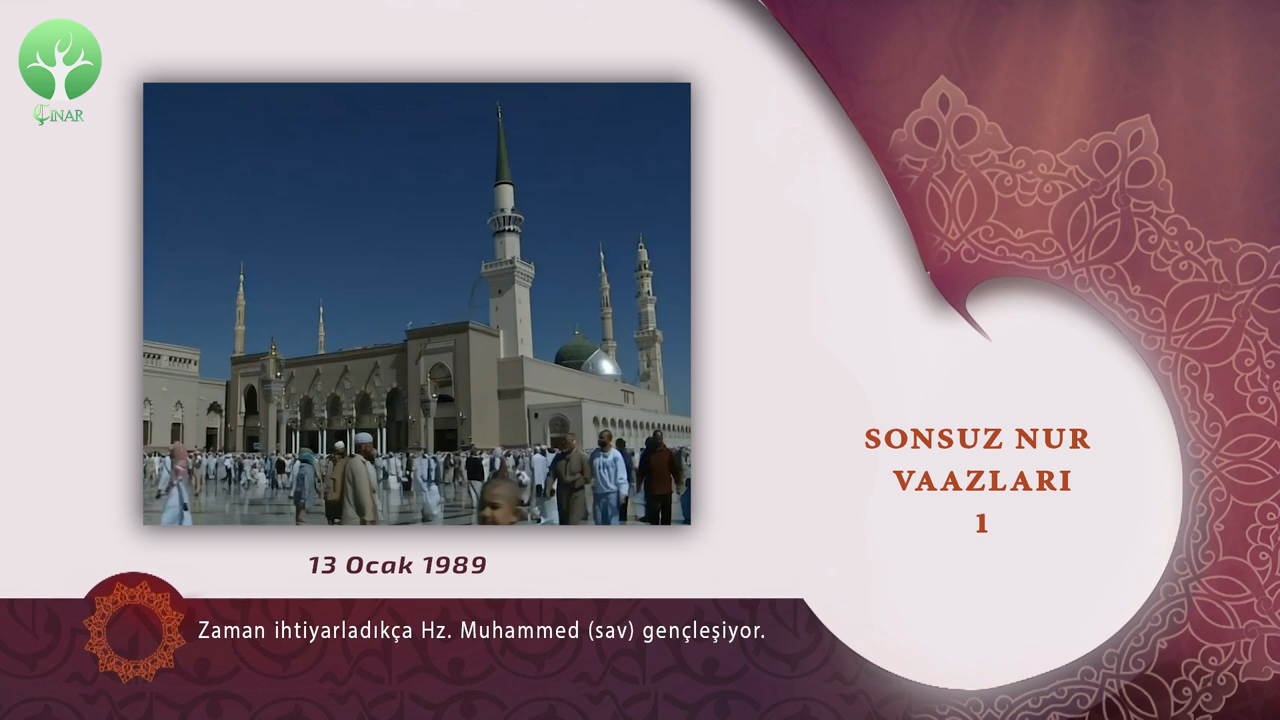 ÇINAR
SONSUZ NUR
VAAZLARI
1
13 Ocak 1989
Zaman ihtiyarladıkça Hz. Muhammed (sav) gençleşiyor.